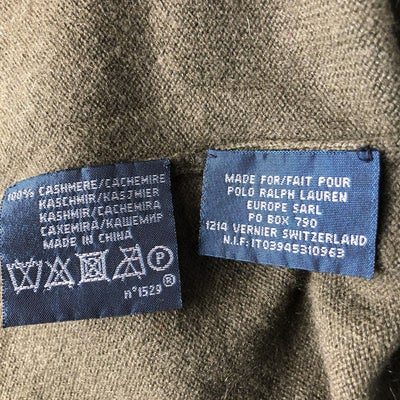 100% CASHMERE/CACHEMIRE
KASCHMIR/KASJMIER
KASHMIR/CACHEMIRA
CAXEMIRA/КАШЕМИР
MADE IN CHINA
P
n°1529®
MADE FOR/FAIT POUR
POLO RALPH LAUREN
EUROPE SARL
PO BOX 790
1214 VERNIER SWITZERLAND
N.I.F: IT03945310963